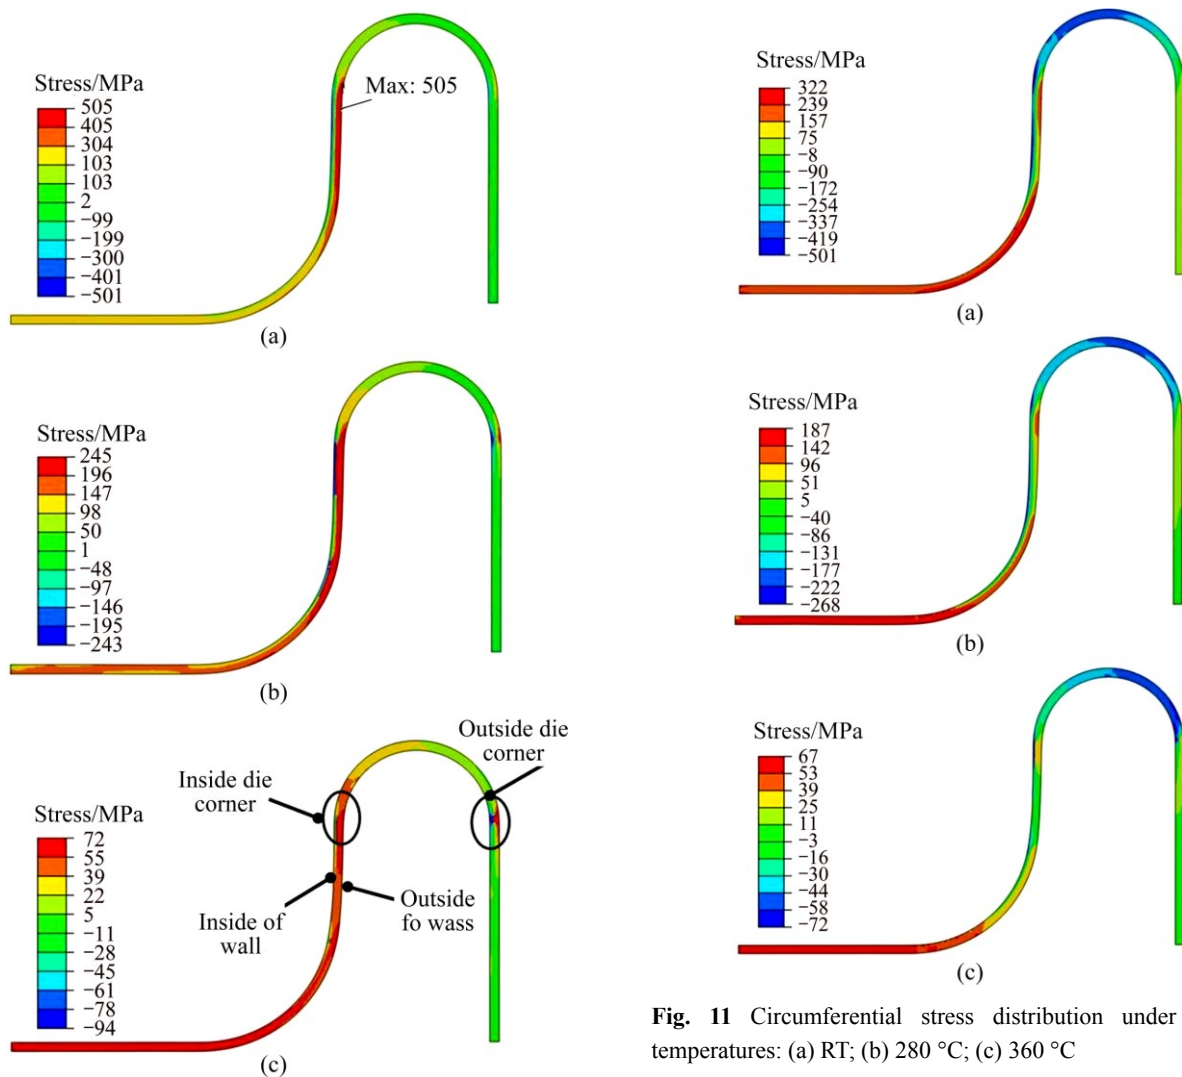 Stress/MPa
505
405
304
103
103
2
−99
−199
−300
−401
−501
Max: 505
(a)
Stress/MPa
245
196
147
98
50
1
−48
−97
−146
−195
−243
(b)
Stress/MPa
72
55
39
22
5
−11
−28
−45
−61
−78
−94
Inside die
corner
Outside die
corner
Inside of
wall
Outside
fo wass
(c)
Stress/MPa
322
239
157
75
−8
−90
−172
−254
−337
−419
−501
(a)
Stress/MPa
187
142
96
51
5
−40
−86
−131
−177
−222
−268
(b)
Stress/MPa
67
53
39
25
11
−3
−16
−30
−44
−58
−72
(c)
Fig. 11 Circumferential stress distribution under
temperatures: (a) RT; (b) 280 °C; (c) 360 °C